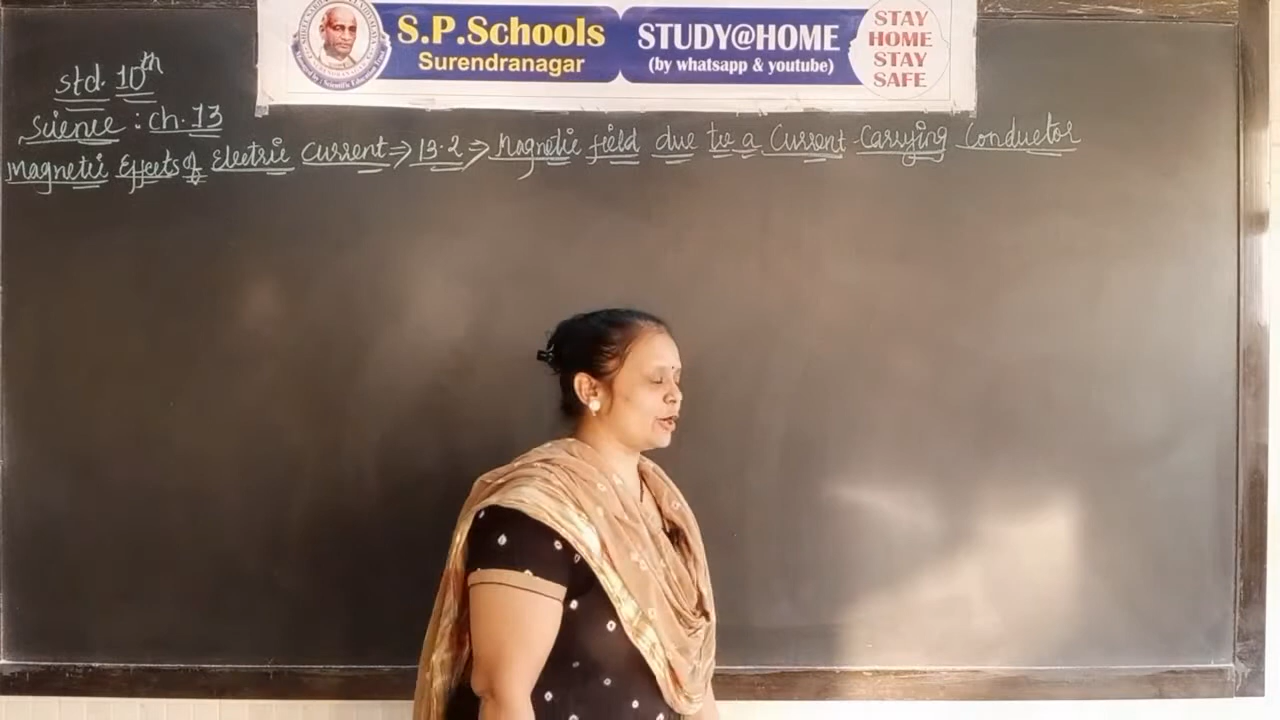 S.P.Schools
Surendranagar
STUDY@HOME
(by whatsapp & youtube)
STAY
HOME
STAY
SAFE
Std. 10th
Science : Ch. 13
Magnetic Effects of Electric Current ⇒ 13.2 ⇒ Magnetic field due to a Current-Carrying Conductor